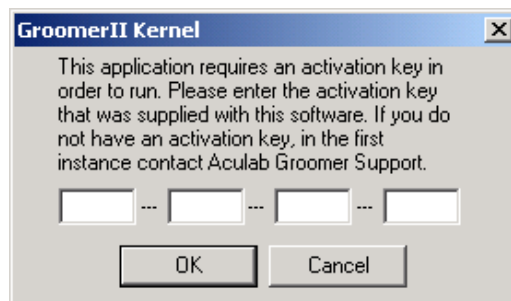 GroomerII Kernel
This application requires an activation key in
order to run. Please enter the activation key
that was supplied with this software. If you do
not have an activation key, in the first
instance contact Aculab Groomer Support.
--- --- ---
OK Cancel